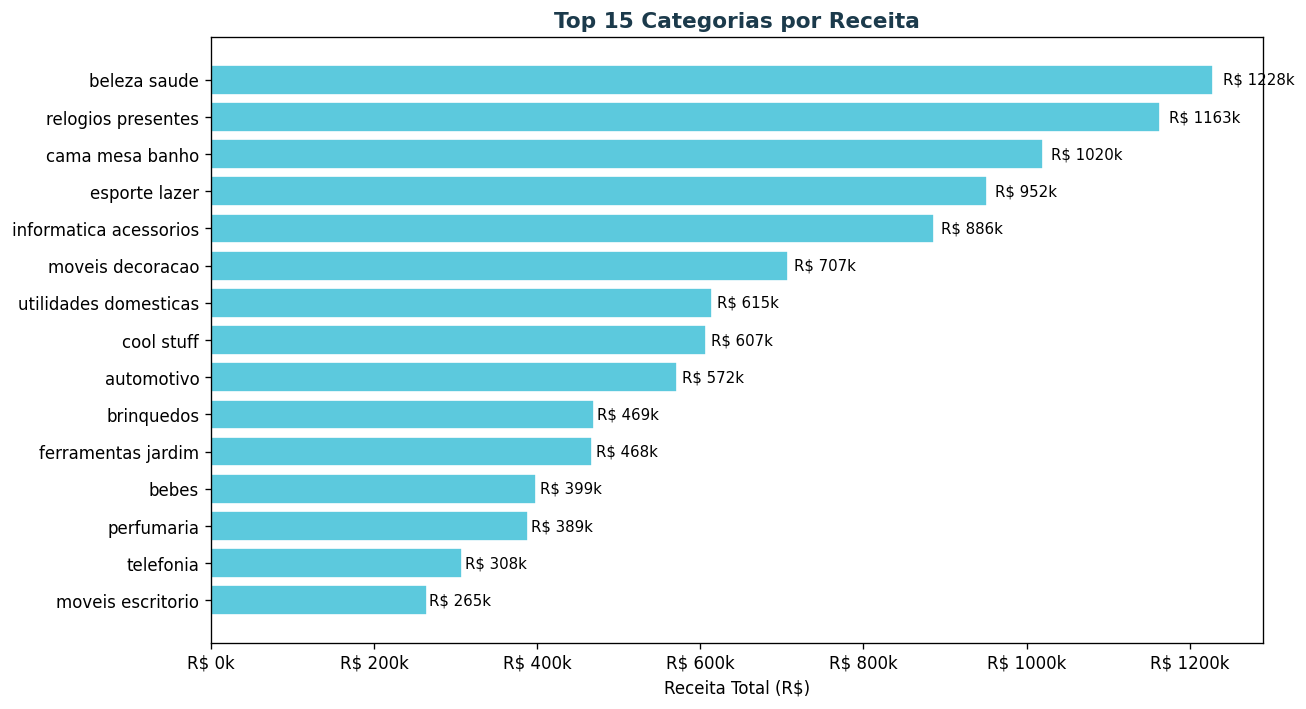 Top 15 Categorias por Receita
beleza saude R$ 1228k
relogios presentes R$ 1163k
cama mesa banho R$ 1020k
esporte lazer R$ 952k
informatica acessorios R$ 886k
moveis decoracao R$ 707k
utilidades domesticas R$ 615k
cool stuff R$ 607k
automotivo R$ 572k
brinquedos R$ 469k
ferramentas jardim R$ 468k
bebes R$ 399k
perfumaria R$ 389k
telefonia R$ 308k
moveis escritorio R$ 265k
R$ 0k R$ 200k R$ 400k R$ 600k R$ 800k R$ 1000k R$ 1200k
Receita Total (R$)